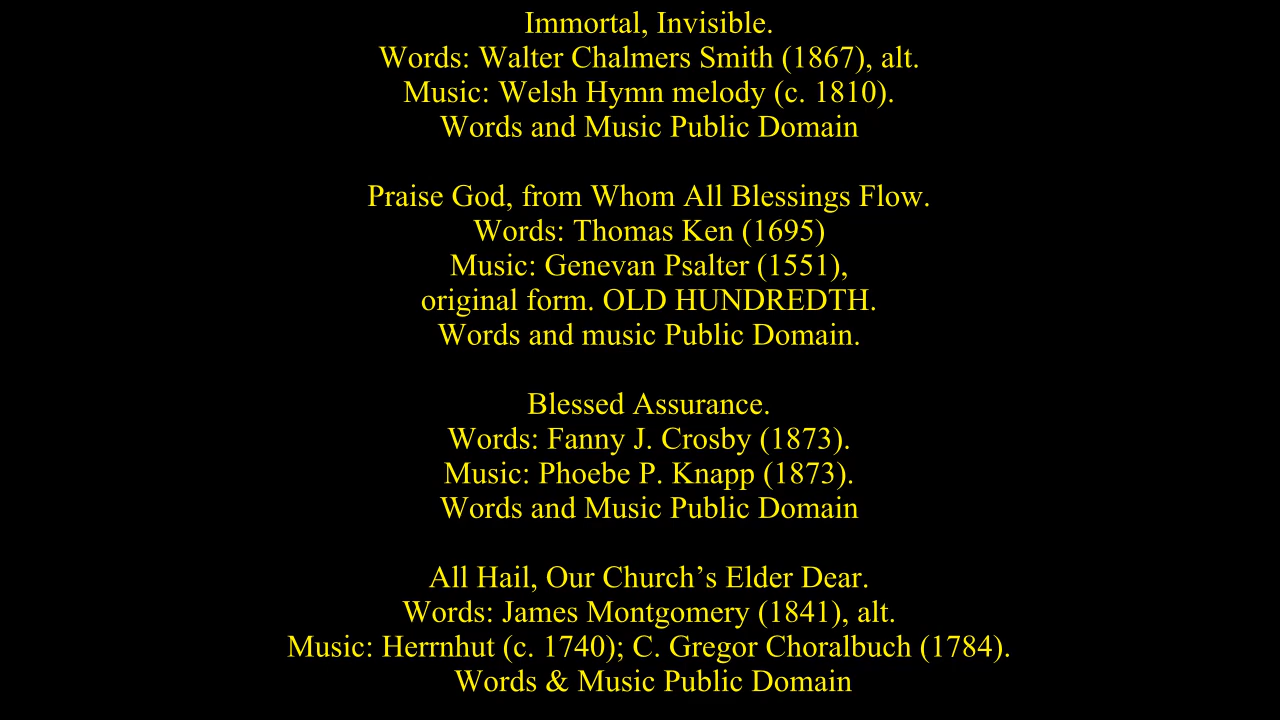 Immortal, Invisible.
Words: Walter Chalmers Smith (1867), alt.
Music: Welsh Hymn melody (c. 1810).
Words and Music Public Domain
Praise God, from Whom All Blessings Flow.
Words: Thomas Ken (1695)
Music: Genevan Psalter (1551),
original form. OLD HUNDREDTH.
Words and music Public Domain.
Blessed Assurance.
Words: Fanny J. Crosby (1873).
Music: Phoebe P. Knapp (1873).
Words and Music Public Domain
All Hail, Our Church’s Elder Dear.
Words: James Montgomery (1841), alt.
Music: Herrnhut (c. 1740); C. Gregor Choralbuch (1784).
Words & Music Public Domain